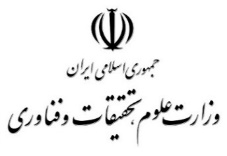 جمهوری اسلامی ایران
وزارت علوم تحقیقات و فناوری